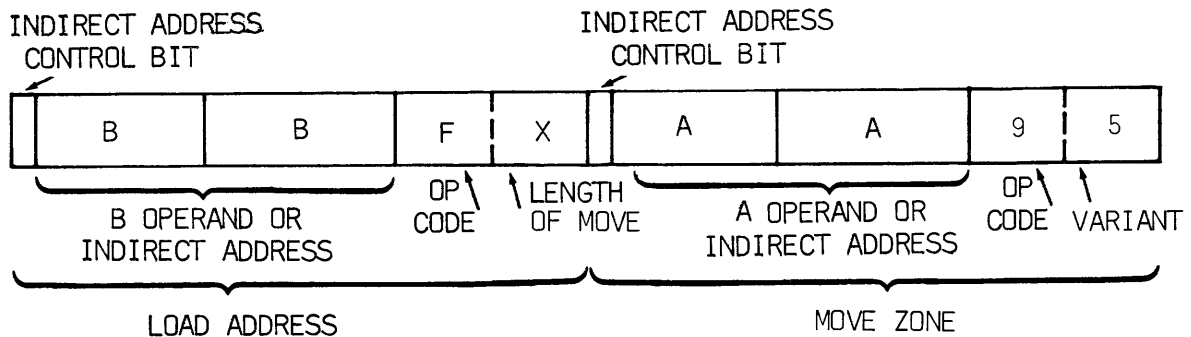 INDIRECT ADDRESS
CONTROL BIT
INDIRECT ADDRESS
CONTROL BIT
B B F X A A 9 5
B OPERAND OR
INDIRECT ADDRESS
OP
CODE
LENGTH
OF MOVE
A OPERAND OR
INDIRECT ADDRESS
OP
CODE
VARIANT
LOAD ADDRESS
MOVE ZONE